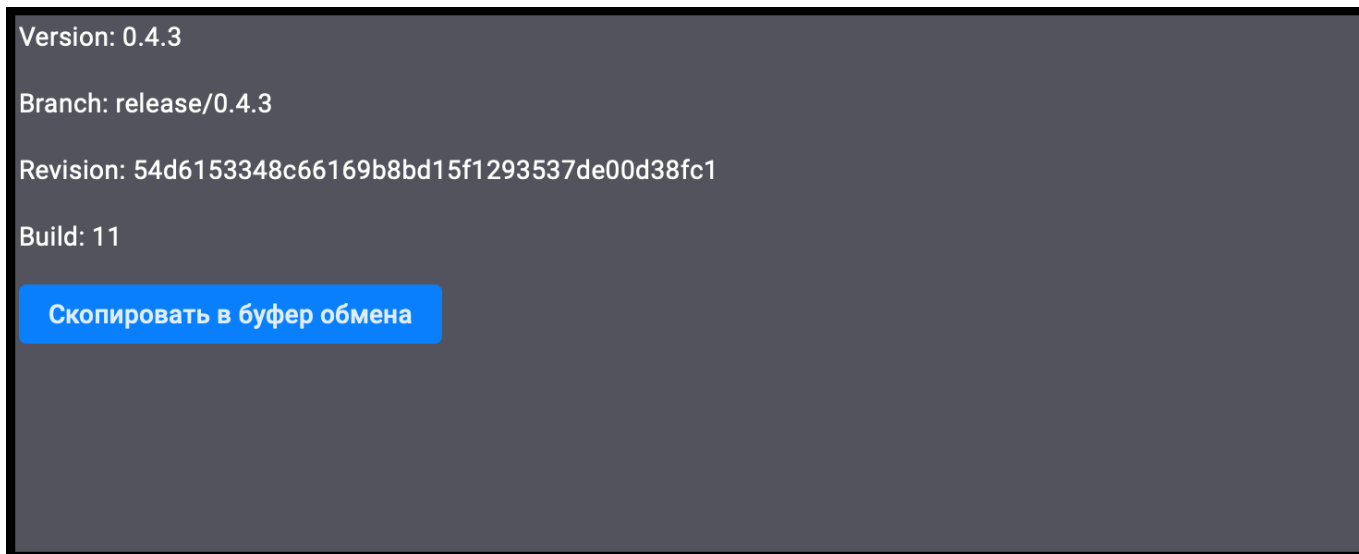 Version: 0.4.3
Branch: release/0.4.3
Revision: 54d6153348c66169b8bd15f1293537de00d38fc1
Build: 11
Скопировать в буфер обмена